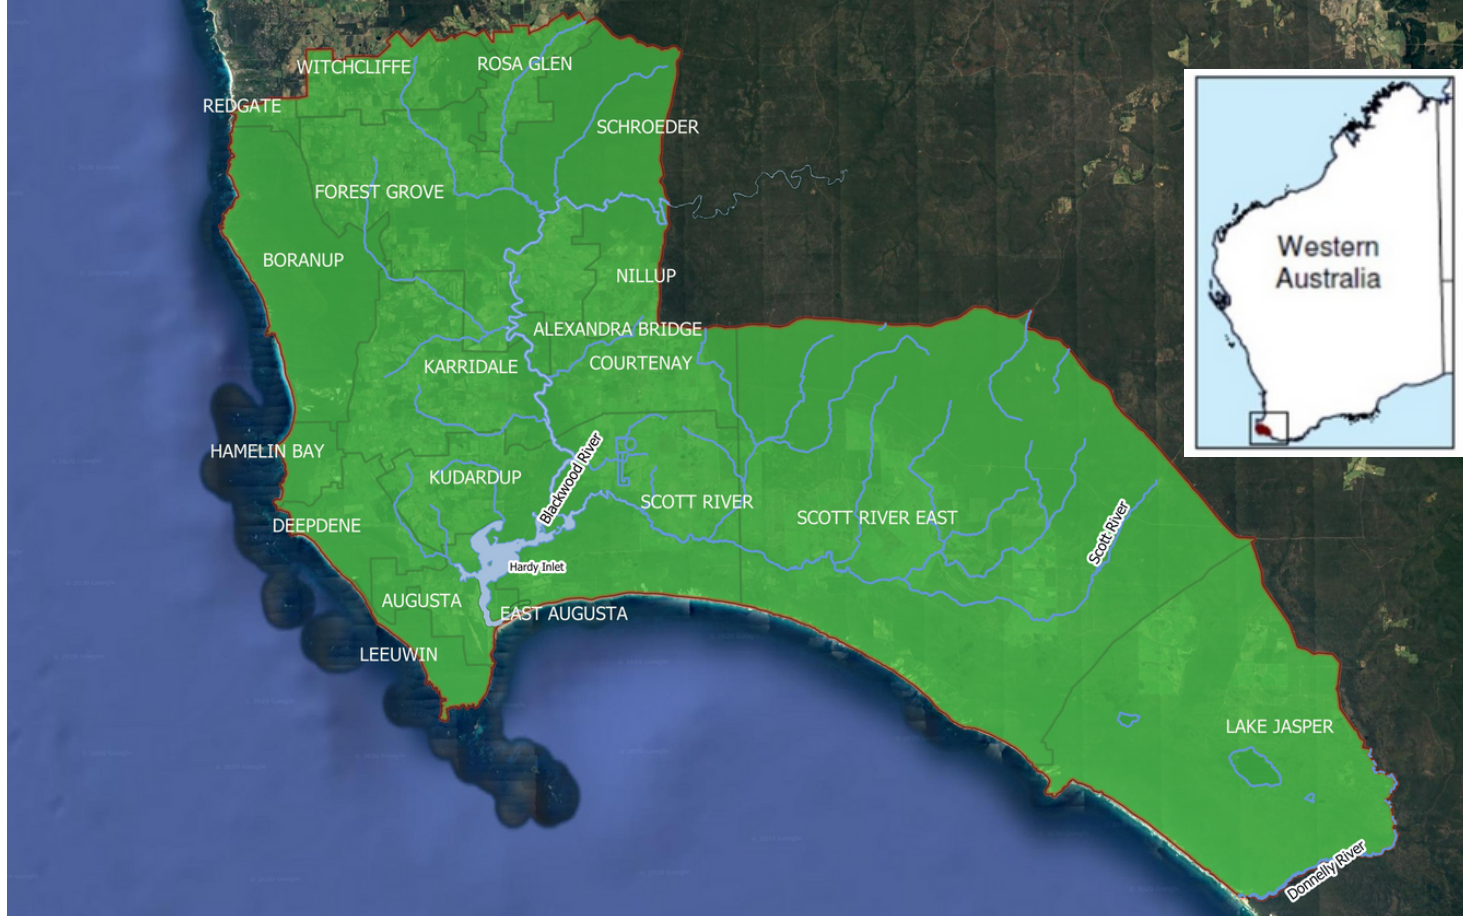 WITCHCLIFFE
ROSA GLEN
REDGATE
SCHROEDER
FOREST GROVE
BORANUP
NILLUP
ALEXANDRA BRIDGE
COURTENAY
KARRIDALE
HAMELIN BAY
KUDARDUP
Blackwood River
SCOTT RIVER
SCOTT RIVER EAST
Scott River
DEEPDENE
Hardy Inlet
AUGUSTA
EAST AUGUSTA
LEEUWIN
LAKE JASPER
Donnelly River
Western
Australia